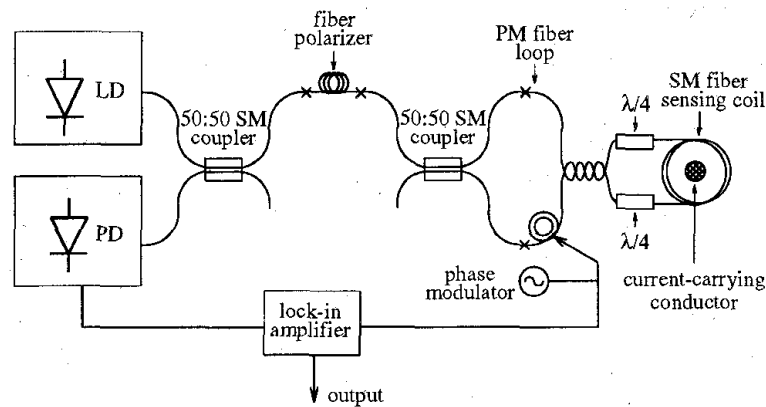 fiber
polarizer
PM fiber
loop
LD
50:50 SM
coupler
50:50 SM
coupler
λ/4
SM fiber
sensing coil
PD
λ/4
phase
modulator
current-carrying
conductor
lock-in
amplifier
output